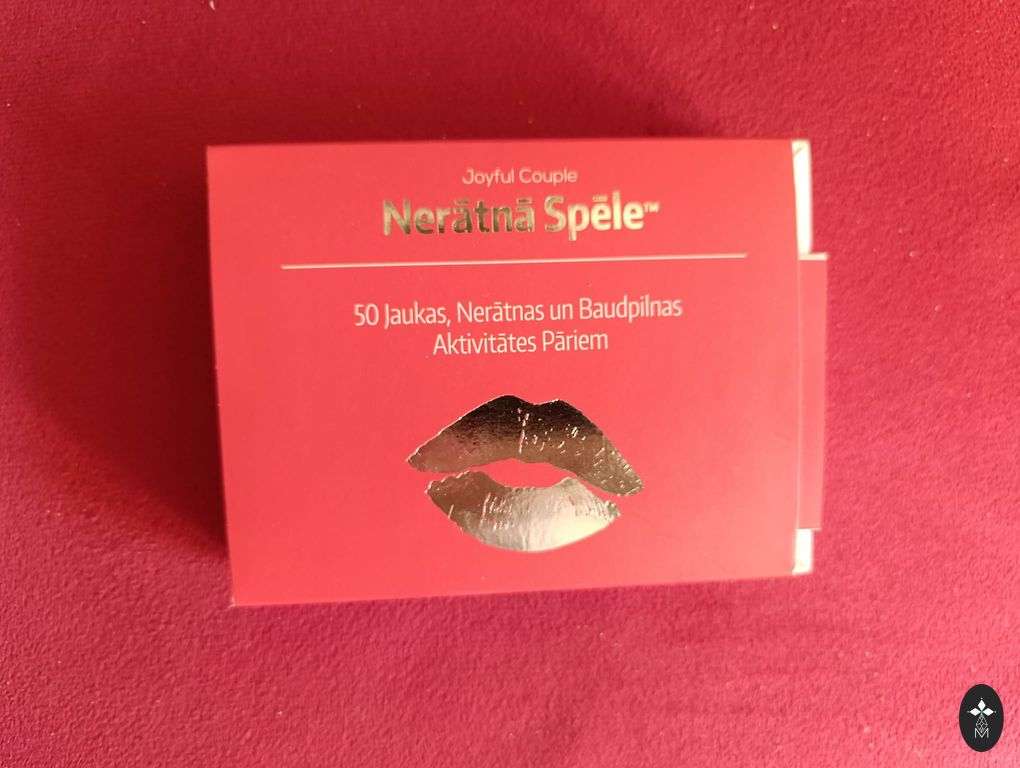 Joyful Couple
Nerātnā Spēle™
50 Jaukas, Nerātnas un Baudpilnas
Aktivitātes Pāriem
M